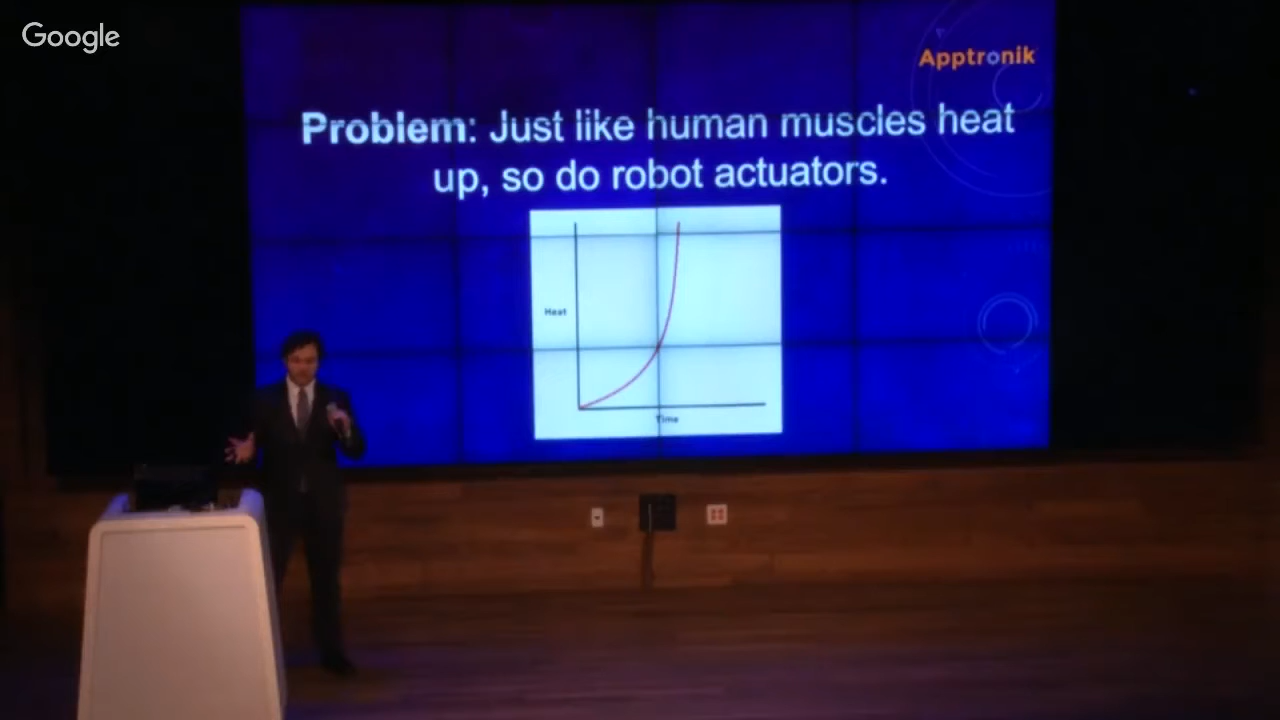 Google
Apptronik
Problem: Just like human muscles heat
up, so do robot actuators.
Heat
Time